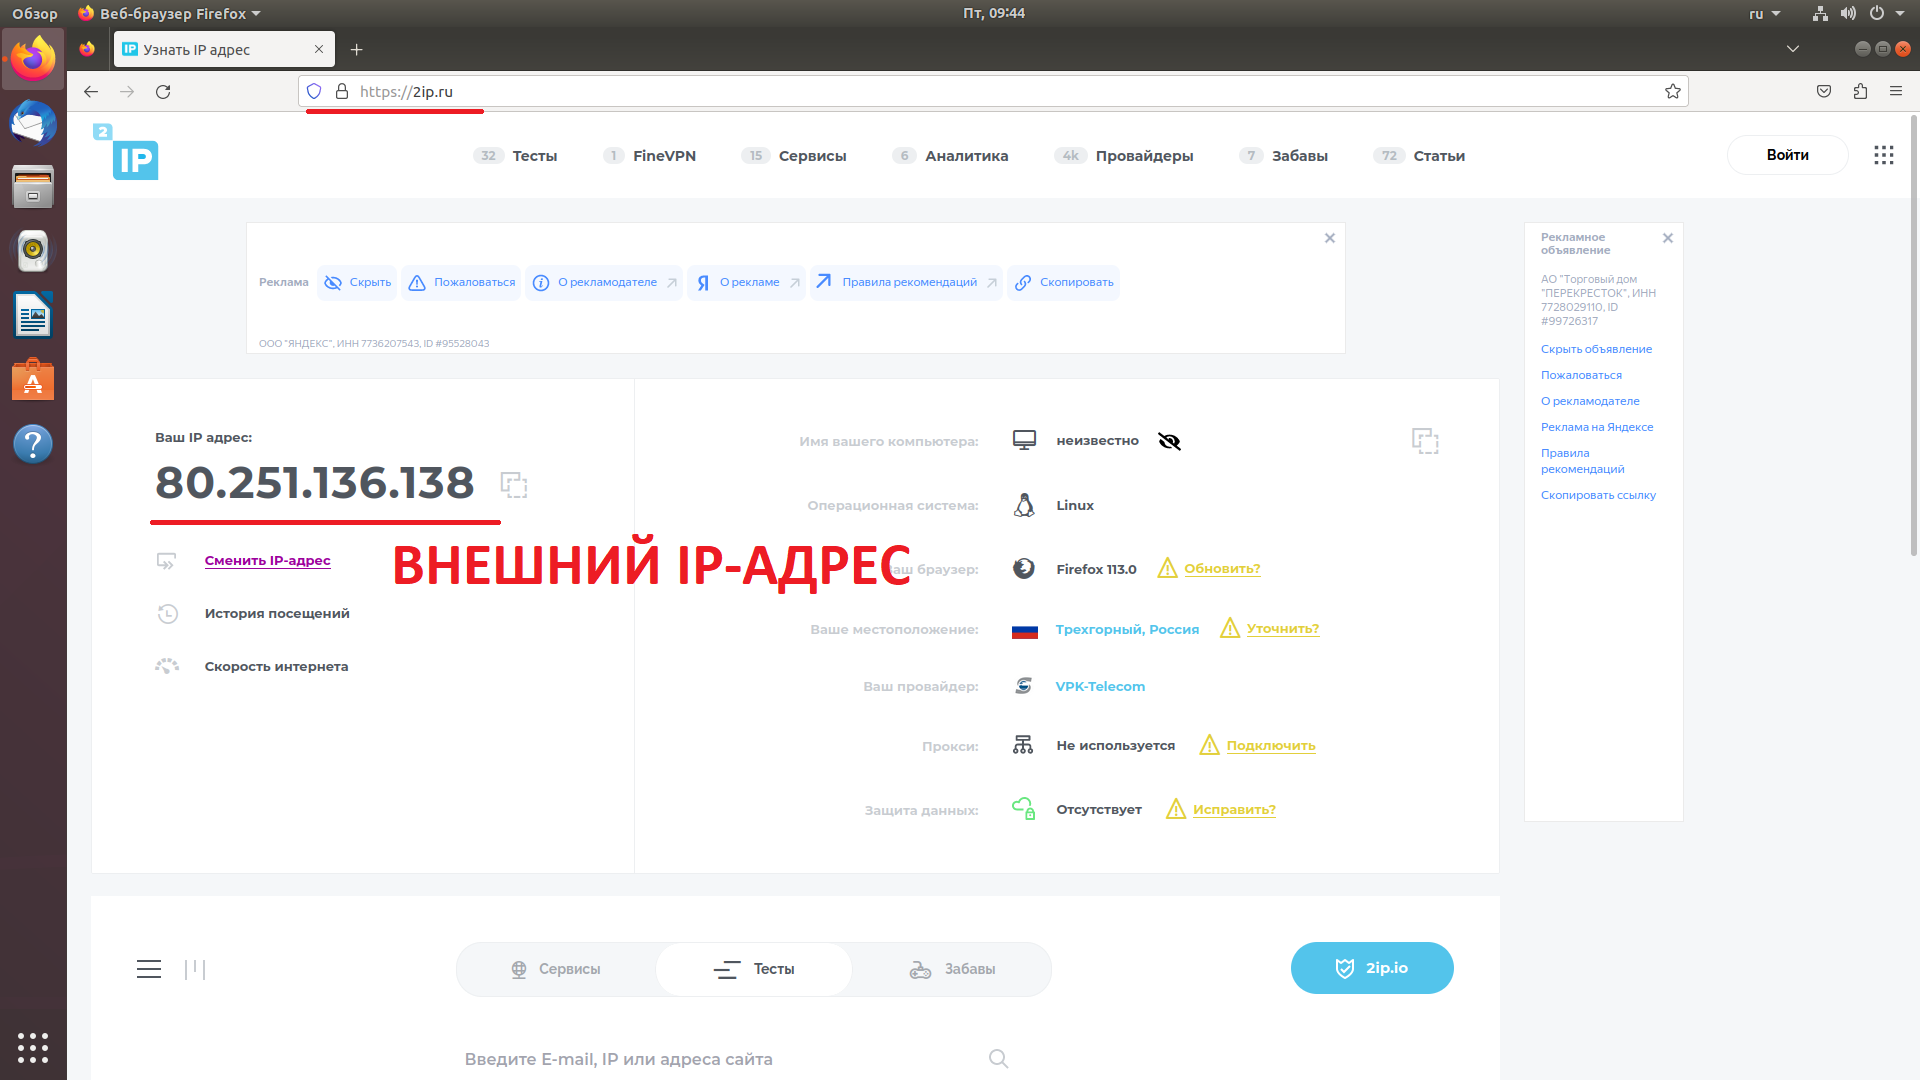 Обзор
Веб-браузер Firefox
Пт, 09:44
ru
IP Узнать IP адрес
https://2ip.ru
2 IP
32 Тесты
1 FineVPN
15 Сервисы
6 Аналитика
4k Провайдеры
7 Забавы
72 Статьи
Войти
Реклама
Скрыть
Пожаловаться
О рекламодателе
Я О рекламе
Правила рекомендаций
Скопировать
ООО "ЯНДЕКС", ИНН 7736207543, ID #95528043
Рекламное
объявление
АО "Торговый дом
"ПЕРЕКРЕСТОК", ИНН
7728029110, ID
#99726317
Скрыть объявление
Пожаловаться
О рекламодателе
Реклама на Яндексе
Правила
рекомендаций
Скопировать ссылку
Ваш IP адрес:
80.251.136.138
Сменить IP-адрес
ВНЕШНИЙ IP-АДРЕС
История посещений
Скорость интернета
Имя вашего компьютера: неизвестно
Операционная система: Linux
Ваш браузер: Firefox 113.0 Обновить?
Ваше местоположение: Трехгорный, Россия Уточнить?
Ваш провайдер: VPK-Telecom
Прокси: Не используется Подключить
Защита данных: Отсутствует Исправить?
Сервисы
Тесты
Забавы
2ip.io
Введите E-mail, IP или адреса сайта